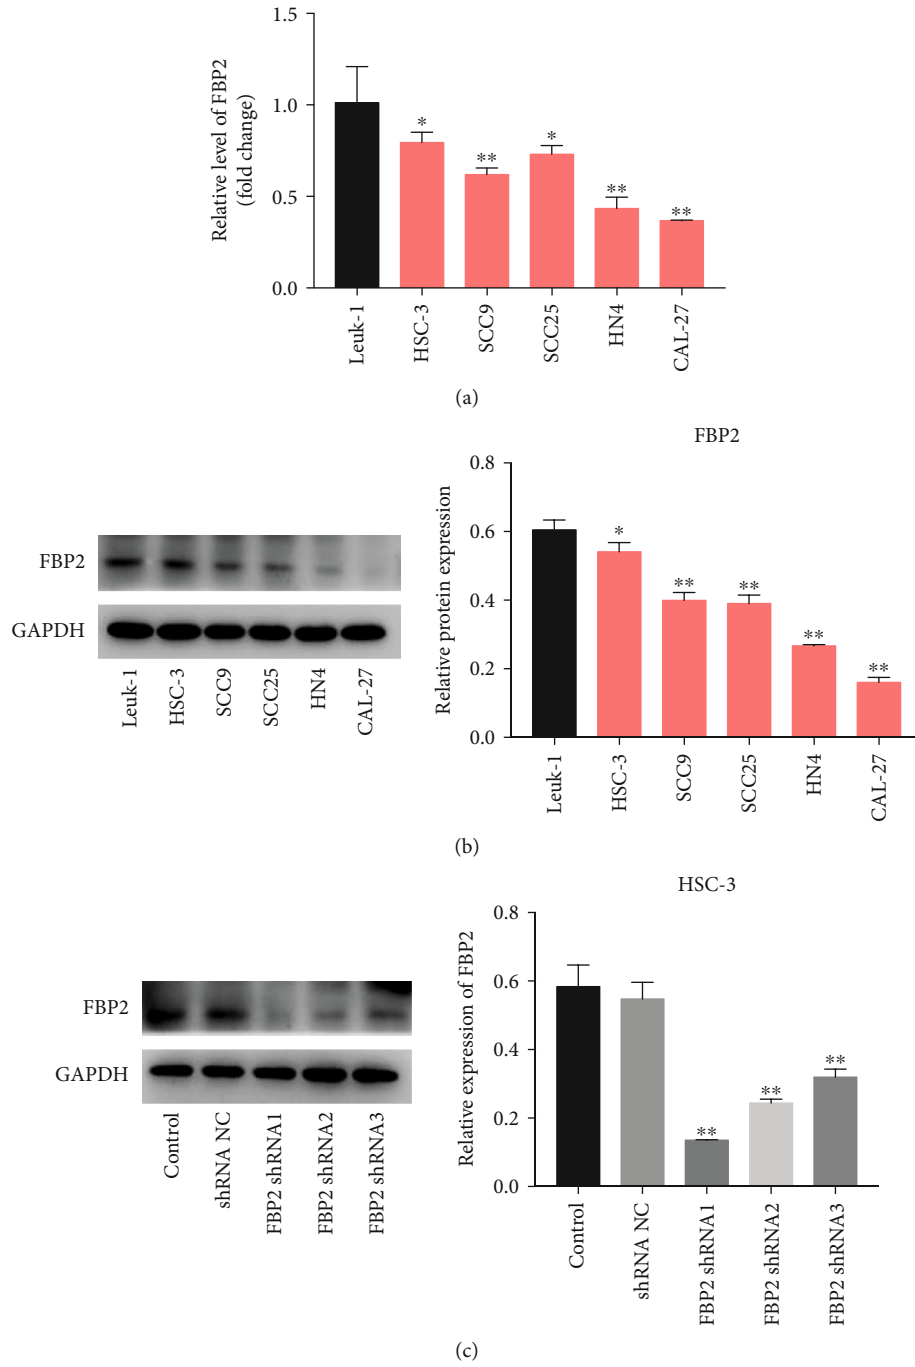 Relative level of FBP2
(fold change)
1.5
1.0
0.5
0.0
*
**
*
**
**
Leuk-1
HSC-3
SCC9
SCC25
HN4
CAL-27
(a)
FBP2
GAPDH
Leuk-1
HSC-3
SCC9
SCC25
HN4
CAL-27
FBP2
Relative protein expression
0.8
0.6
0.4
0.2
0.0
*
**
**
**
**
Leuk-1
HSC-3
SCC9
SCC25
HN4
CAL-27
(b)
FBP2
GAPDH
Control
shRNA NC
FBP2 shRNA1
FBP2 shRNA2
FBP2 shRNA3
HSC-3
Relative expression of FBP2
0.8
0.6
0.4
0.2
0.0
**
**
**
Control
shRNA NC
FBP2 shRNA1
FBP2 shRNA2
FBP2 shRNA3
(c)